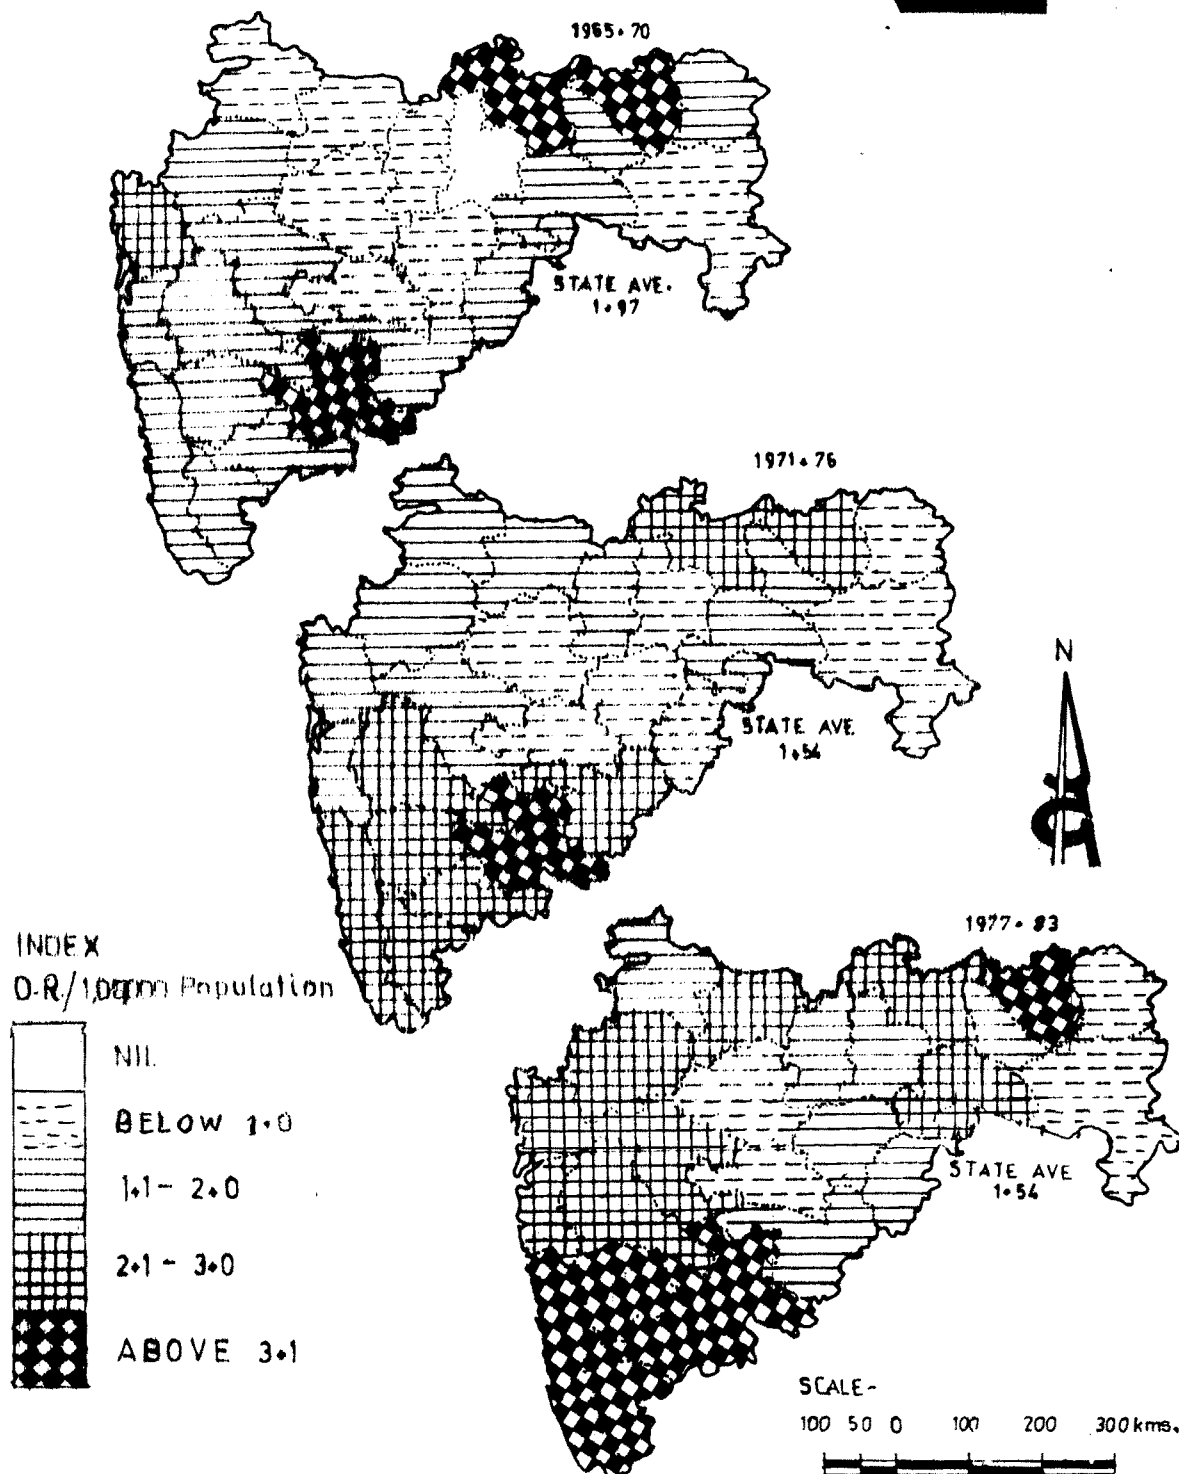 1965-70
STATE AVE.
1.97
1971-76
STATE AVE
1.54
N
1977-83
STATE AVE
1.54
INDEX
Population
NIL
BELOW 1.0
1.1 - 2.0
2.1 - 3.0
ABOVE 3.1
SCALE-
100 50 0 100 200 300 kms.